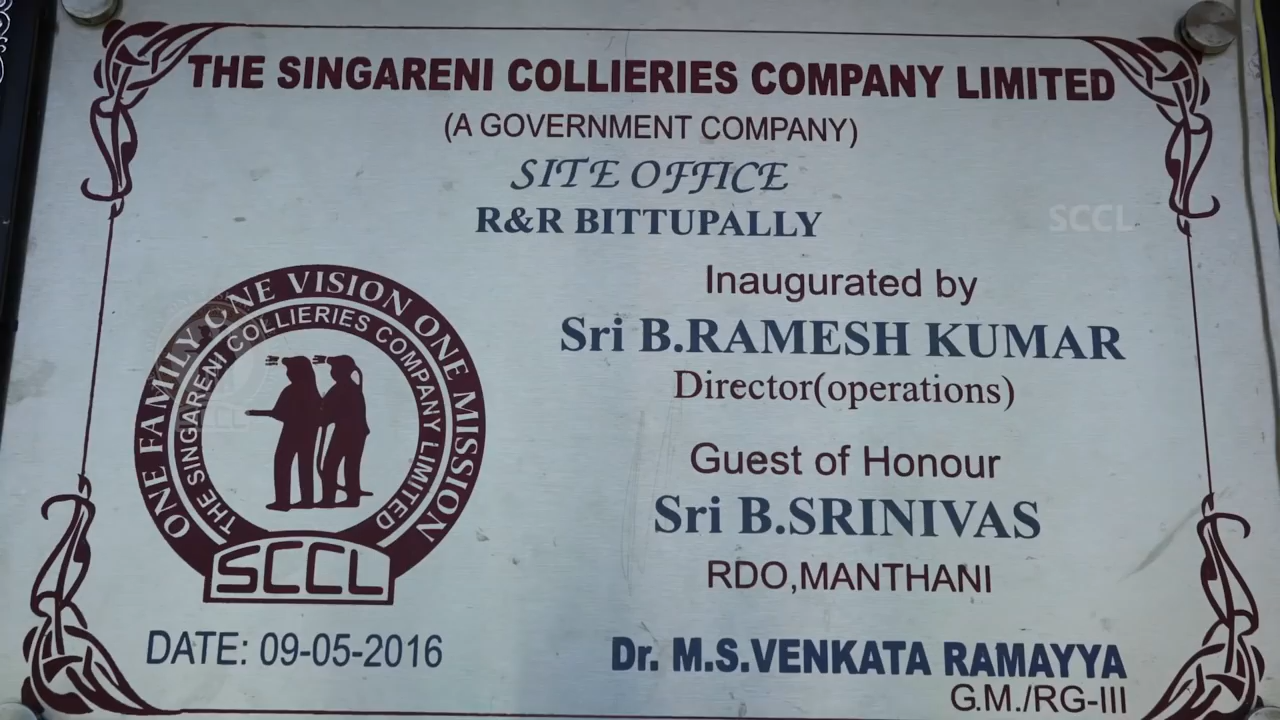 THE SINGARENI COLLIERIES COMPANY LIMITED
(A GOVERNMENT COMPANY)
SITE OFFICE
R&R BITTUPALLY
SCCL
Inaugurated by
Sri B.RAMESH KUMAR
Director(operations)
Guest of Honour
Sri B.SRINIVAS
RDO,MANTHANI
ONE FAMILY ONE VISION ONE MISSION
THE SINGARENI COLLIERIES COMPANY LIMITED
SCCL
DATE: 09-05-2016
Dr. M.S.VENKATA RAMAYYA
G.M./RG-III